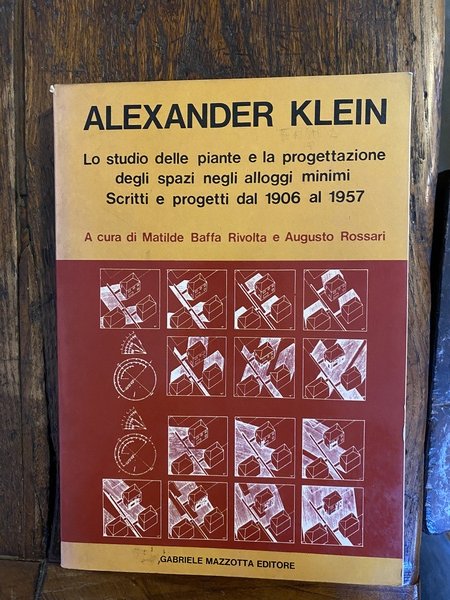 ALEXANDER KLEIN
Lo studio delle piante e la progettazione
degli spazi negli alloggi minimi
Scritti e progetti dal 1906 al 1957
A cura di Matilde Baffa Rivolta e Augusto Rossari
GABRIELE MAZZOTTA EDITORE